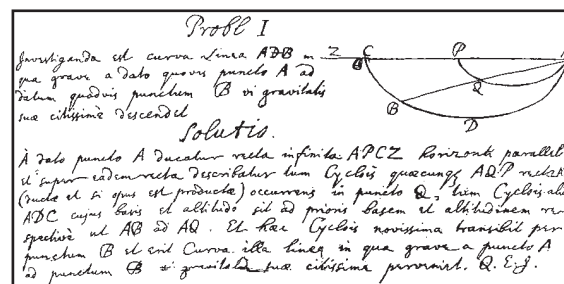 Probl I
Investiganda est curva Linea ADB in
qua grave a dato quovis puncto A ad
datum quodvis punctum B vi gravitatis
suæ citissime descendet
Z C P A
B Q D
Solutio.
A dato puncto A ducatur recta infinita APCZ horizonti parallela
et super eadem recta describatur tum Cyclois quæcunq AQP rectæ
(ductæ et si opus est productæ) occurrens in puncto Q, tum Cyclois alia
ADC cujus basis et altitudo sit ad prioris basem et altitudinem re-
spective ut AB ad AQ. Et hæc Cyclois novissima transibit per
punctum B et erit Curva illa linea in qua grave a puncto A
ad punctum B vi gravitatis suæ citissime perveniet. Q. E. I.